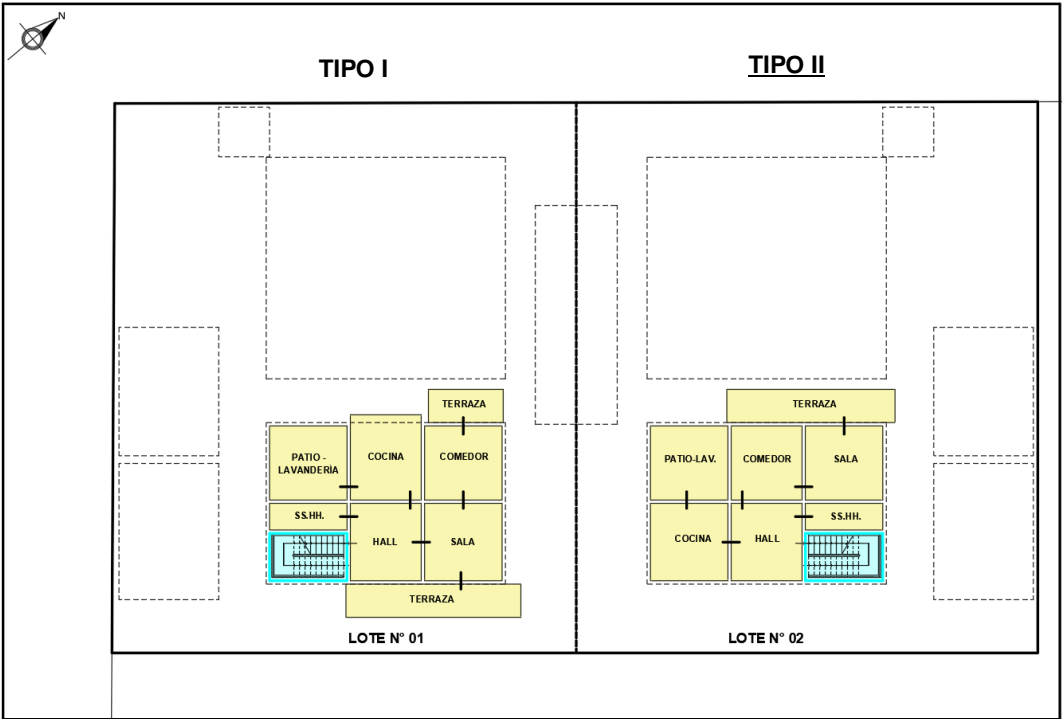 N
TIPO I
TIPO II
TERRAZA
PATIO -
LAVANDERÌA
COCINA
COMEDOR
SS.HH.
HALL
SALA
TERRAZA
LOTE N° 01
TERRAZA
PATIO-LAV.
COMEDOR
SALA
SS.HH.
COCINA
HALL
LOTE N° 02